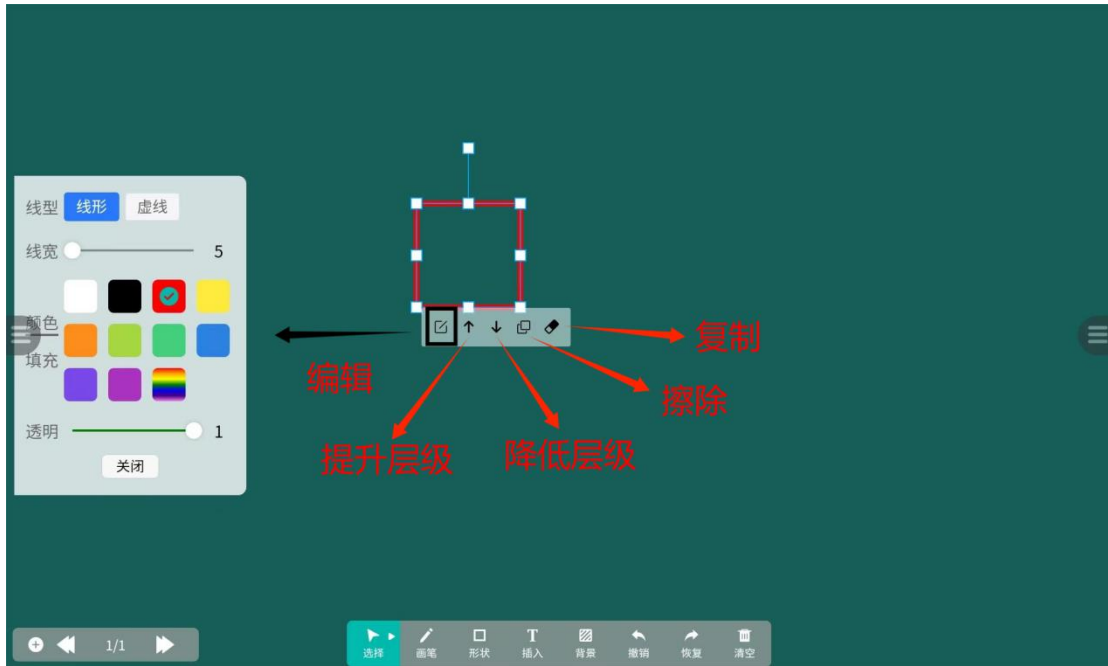 线型 线形 虚线
线宽 5
颜色
填充
透明 1
关闭
编辑
提升层级
降低层级
擦除
复制
1/1
选择 画笔 形状 T 插入 背景 撤销 恢复 清空